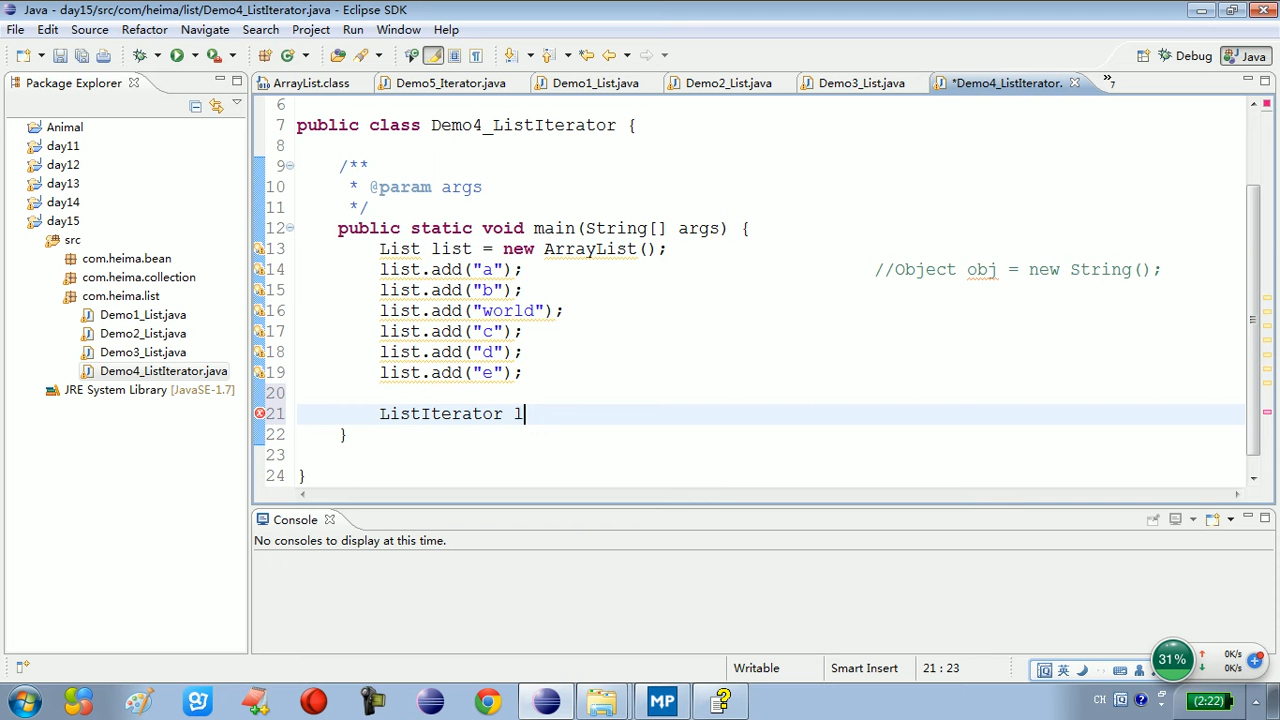 Java - day15/src/com/heima/list/Demo4_ListIterator.java - Eclipse SDK
File Edit Source Refactor Navigate Search Project Run Window Help
Debug Java
Package Explorer
ArrayList.class Demo5_Iterator.java Demo1_List.java Demo2_List.java Demo3_List.java *Demo4_ListIterator. »7
Animal
day11
day12
day13
day14
day15
src
com.heima.bean
com.heima.collection
com.heima.list
Demo1_List.java
Demo2_List.java
Demo3_List.java
Demo4_ListIterator.java
JRE System Library [JavaSE-1.7]
6
7 public class Demo4_ListIterator {
8
9 /**
10 * @param args
11 */
12 public static void main(String[] args) {
13 List list = new ArrayList();
14 list.add("a"); //Object obj = new String();
15 list.add("b");
16 list.add("world");
17 list.add("c");
18 list.add("d");
19 list.add("e");
20
21 ListIterator l
22 }
23
24 }
Console
No consoles to display at this time.
Writable Smart Insert 21 : 23
英
31% 0K/s
0K/s
MP CH (2:22)